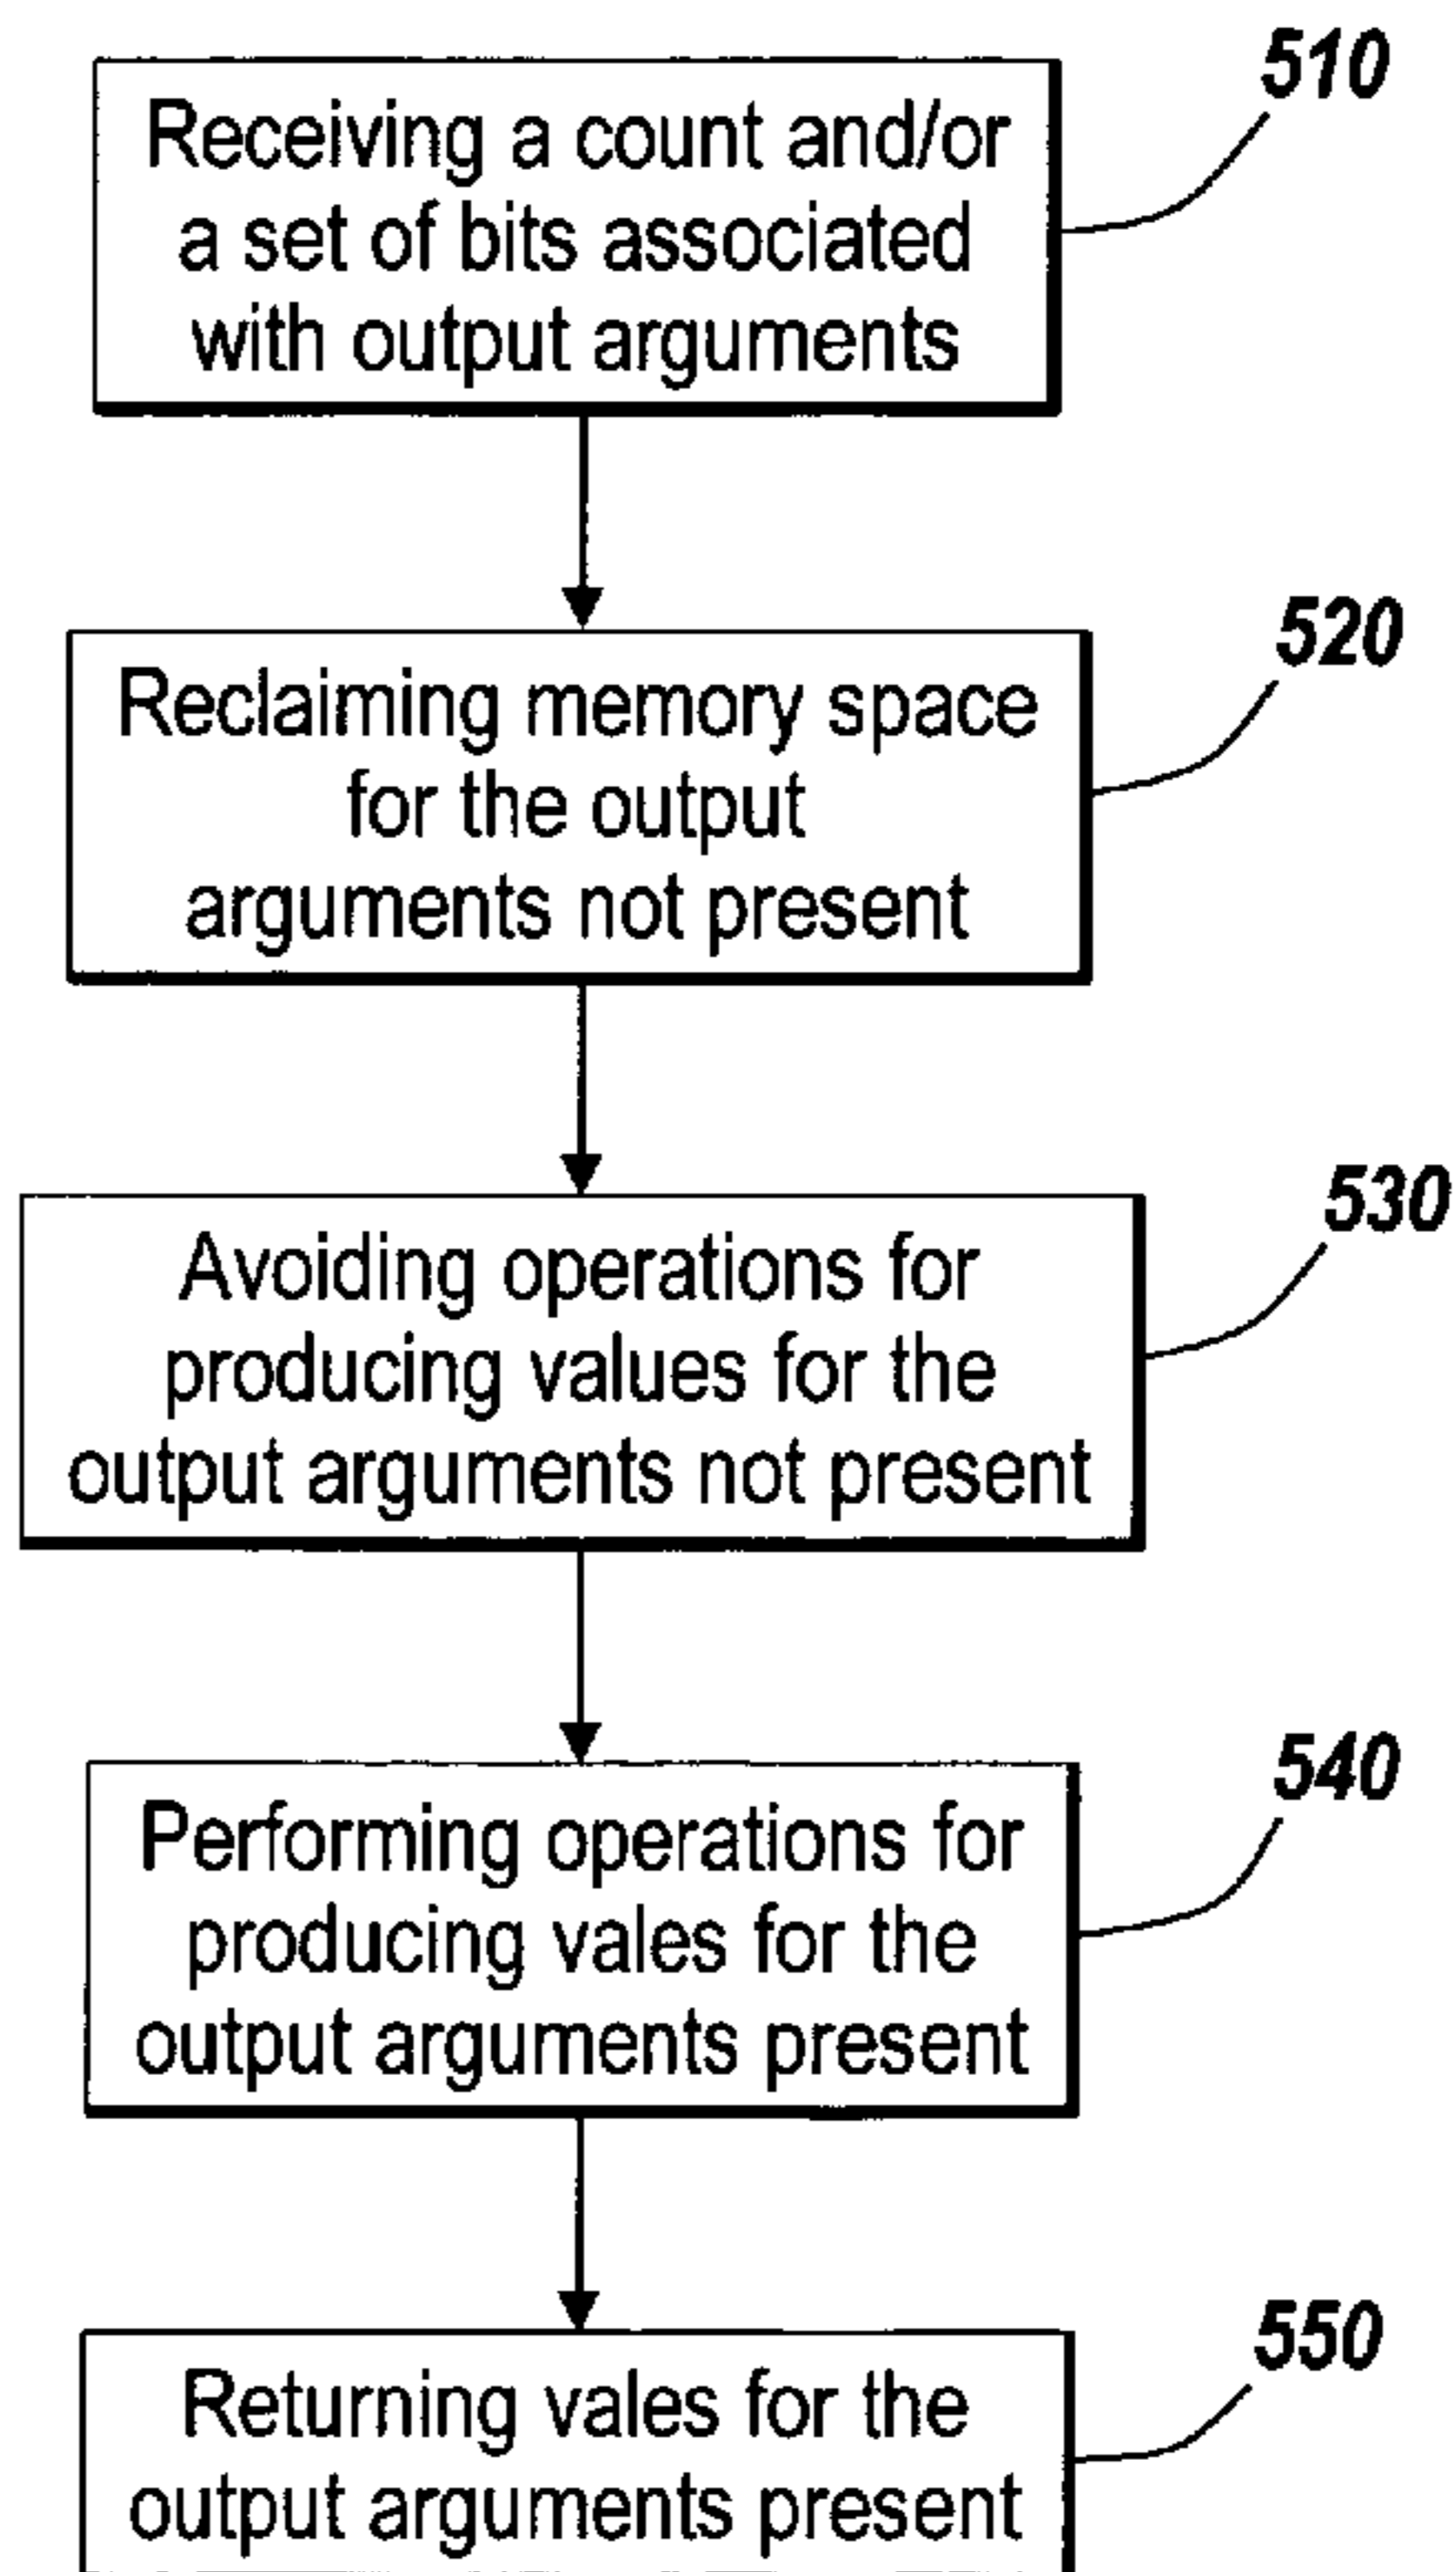 510
Receiving a count and/or
a set of bits associated
with output arguments
520
Reclaiming memory space
for the output
arguments not present
530
Avoiding operations for
producing values for the
output arguments not present
540
Performing operations for
producing vales for the
output arguments present
550
Returning vales for the
output arguments present